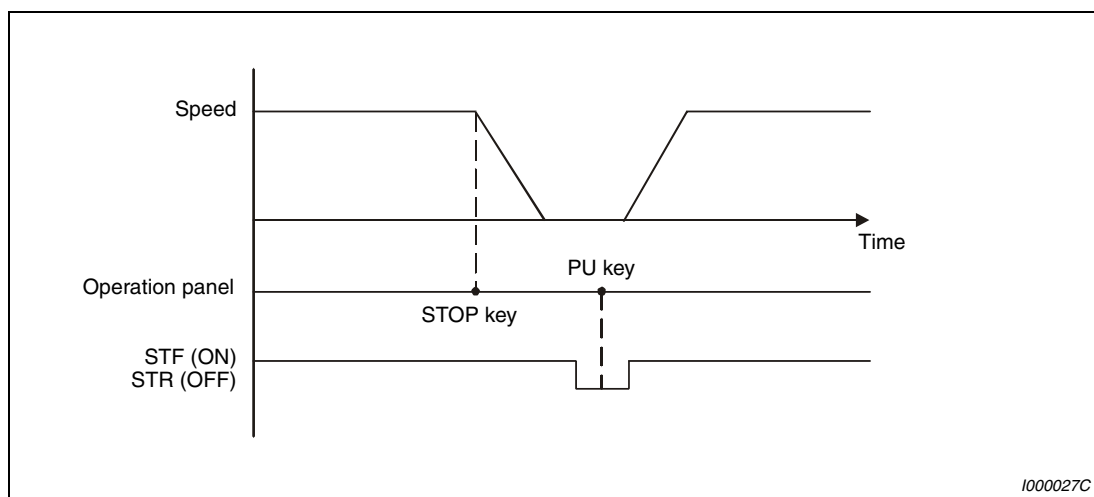 Speed
Time
Operation panel
PU key
STOP key
STF (ON)
STR (OFF)
I000027C